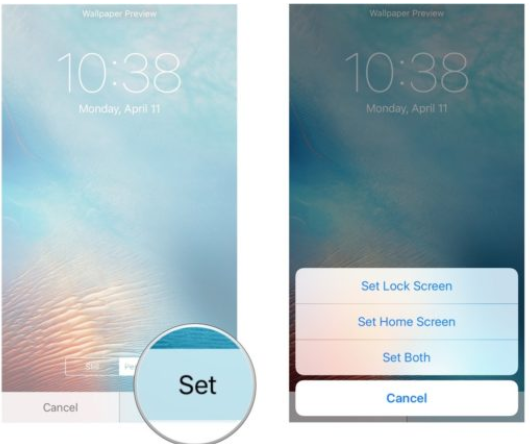 Wallpaper Preview
10:38
Monday, April 11
Still
Pe
Set
Cancel
Wallpaper Preview
10:38
Monday, April 11
Set Lock Screen
Set Home Screen
Set Both
Cancel